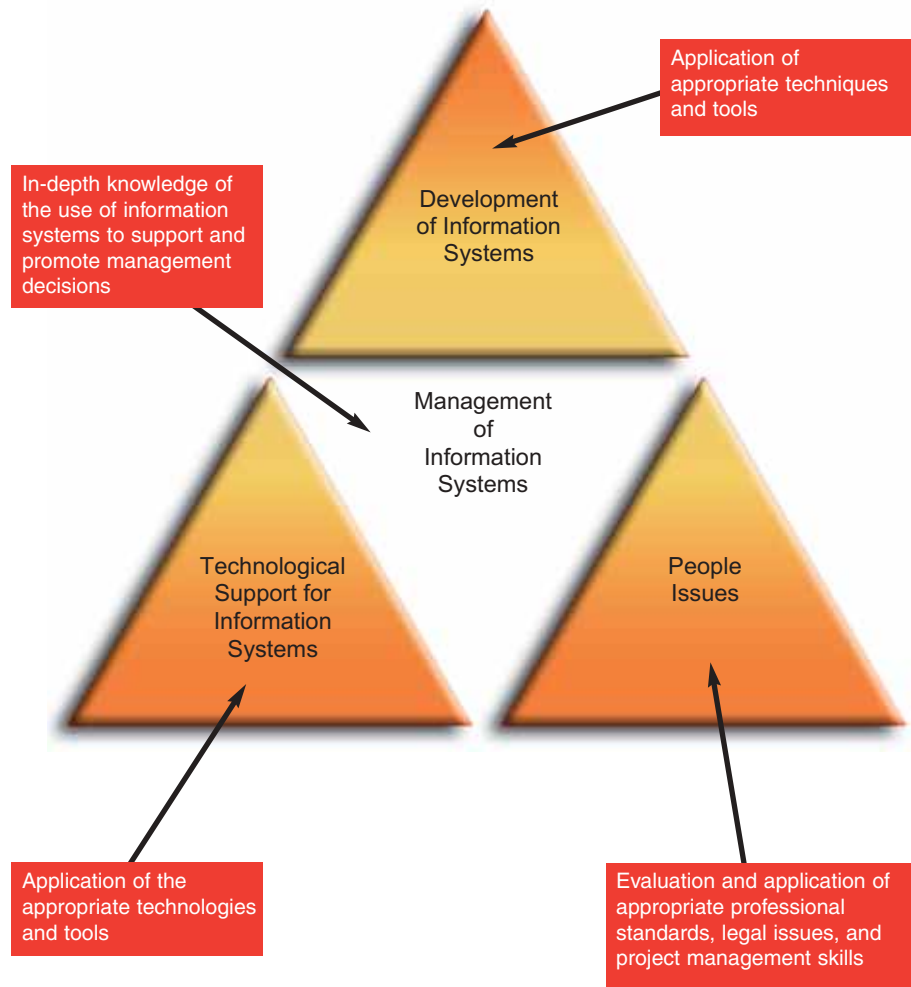 Application of
appropriate techniques
and tools
In-depth knowledge of
the use of information
systems to support and
promote management
decisions
Development
of Information
Systems
Management
of
Information
Systems
Technological
Support for
Information
Systems
People
Issues
Application of the
appropriate technologies
and tools
Evaluation and application of
appropriate professional
standards, legal issues, and
project management skills